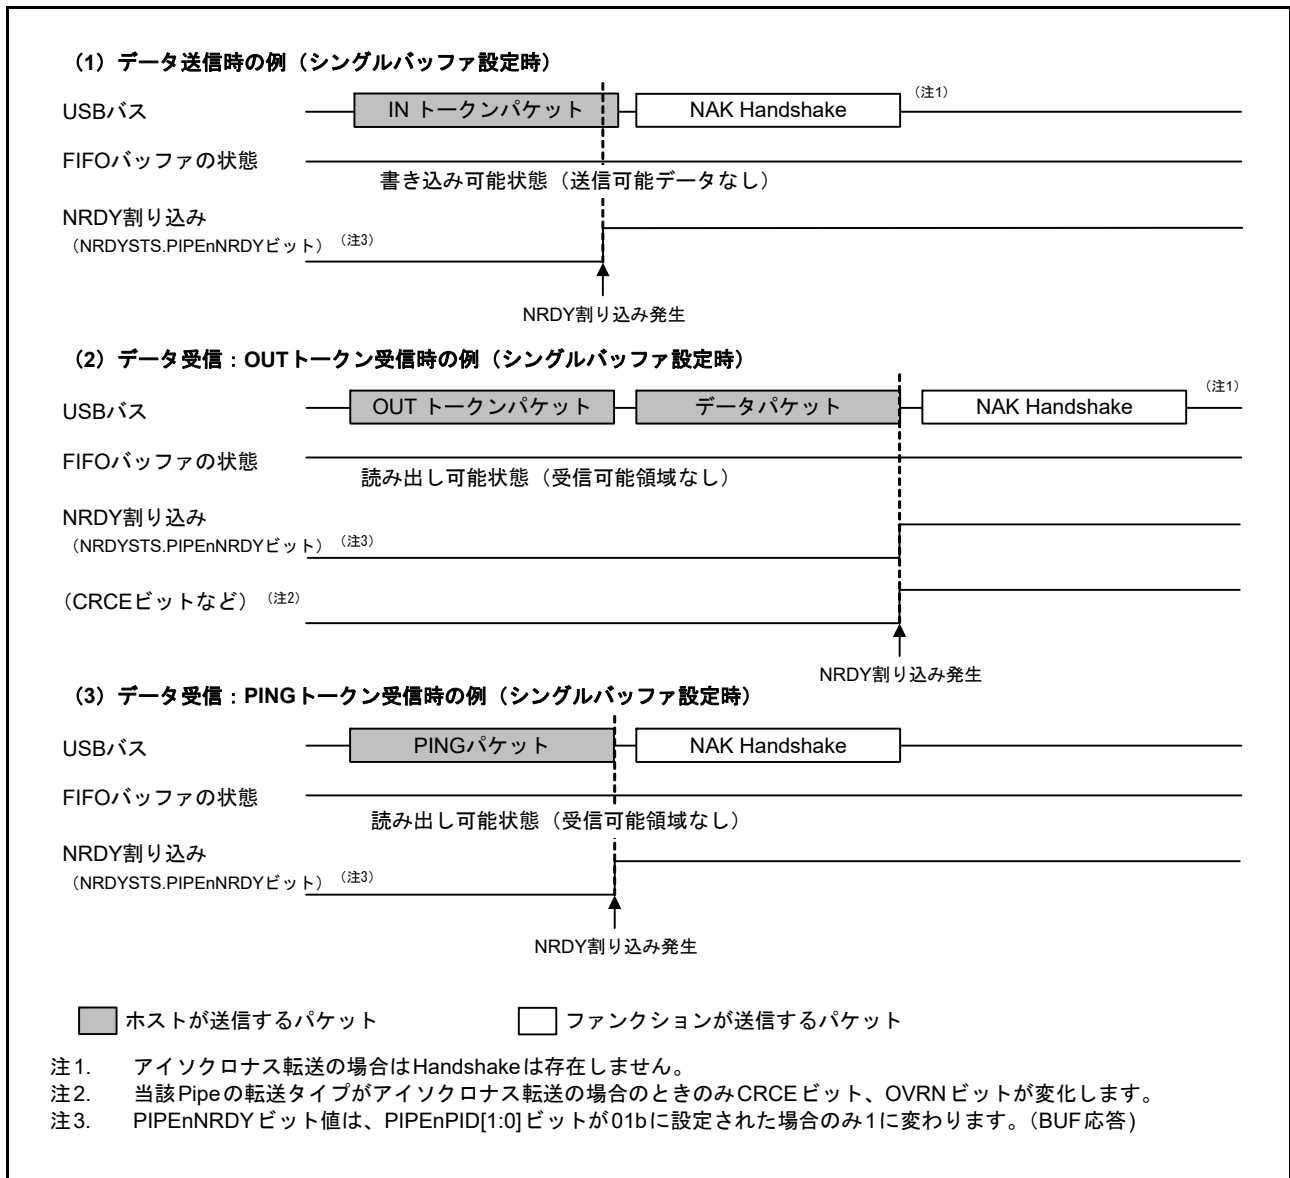 （1）データ送信時の例（シングルバッファ設定時）
USBバス
IN トークンパケット
NAK Handshake
（注1）
FIFOバッファの状態
書き込み可能状態（送信可能データなし）
NRDY割り込み
（NRDYSTS.PIPEnNRDYビット）（注3）
NRDY割り込み発生
（2）データ受信：OUTトークン受信時の例（シングルバッファ設定時）
USBバス
OUT トークンパケット
データパケット
NAK Handshake
（注1）
FIFOバッファの状態
読み出し可能状態（受信可能領域なし）
NRDY割り込み
（NRDYSTS.PIPEnNRDYビット）（注3）
（CRCEビットなど）（注2）
NRDY割り込み発生
（3）データ受信：PINGトークン受信時の例（シングルバッファ設定時）
USBバス
PINGパケット
NAK Handshake
FIFOバッファの状態
読み出し可能状態（受信可能領域なし）
NRDY割り込み
（NRDYSTS.PIPEnNRDYビット）（注3）
NRDY割り込み発生
ホストが送信するパケット
ファンクションが送信するパケット
注1. アイソクロナス転送の場合はHandshakeは存在しません。
注2. 当該Pipeの転送タイプがアイソクロナス転送の場合のときのみCRCEビット、OVRNビットが変化します。
注3. PIPEnNRDYビット値は、PIPEnPID[1:0]ビットが01bに設定された場合のみ1に変わります。（BUF応答）